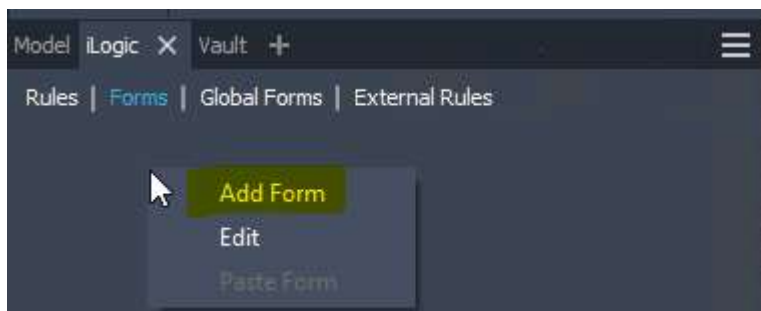 Model iLogic Vault
Rules | Forms | Global Forms | External Rules
Add Form
Edit
Paste Form